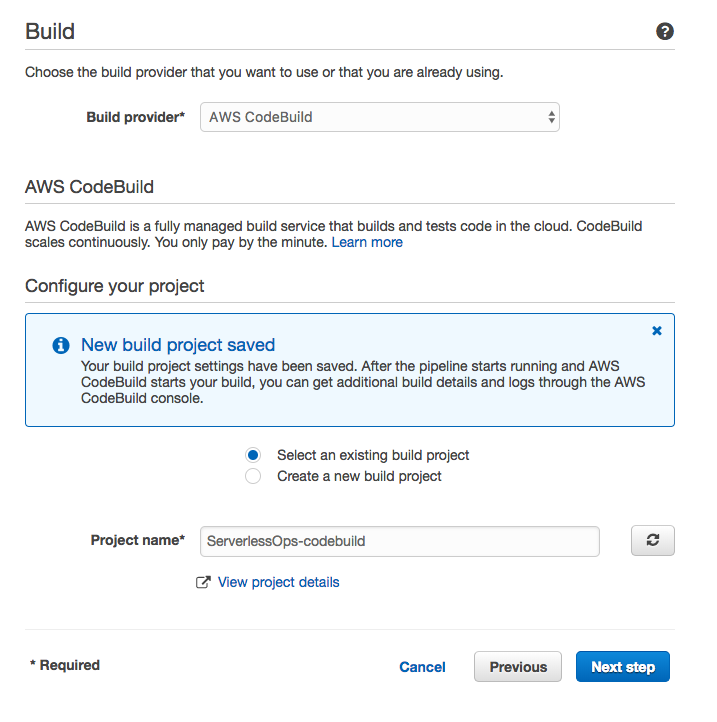 Build
?
Choose the build provider that you want to use or that you are already using.
Build provider*
AWS CodeBuild
AWS CodeBuild
AWS CodeBuild is a fully managed build service that builds and tests code in the cloud. CodeBuild
scales continuously. You only pay by the minute. Learn more
Configure your project
New build project saved
Your build project settings have been saved. After the pipeline starts running and AWS
CodeBuild starts your build, you can get additional build details and logs through the AWS
CodeBuild console.
Select an existing build project
Create a new build project
Project name*
ServerlessOps-codebuild
View project details
* Required
Cancel
Previous
Next step